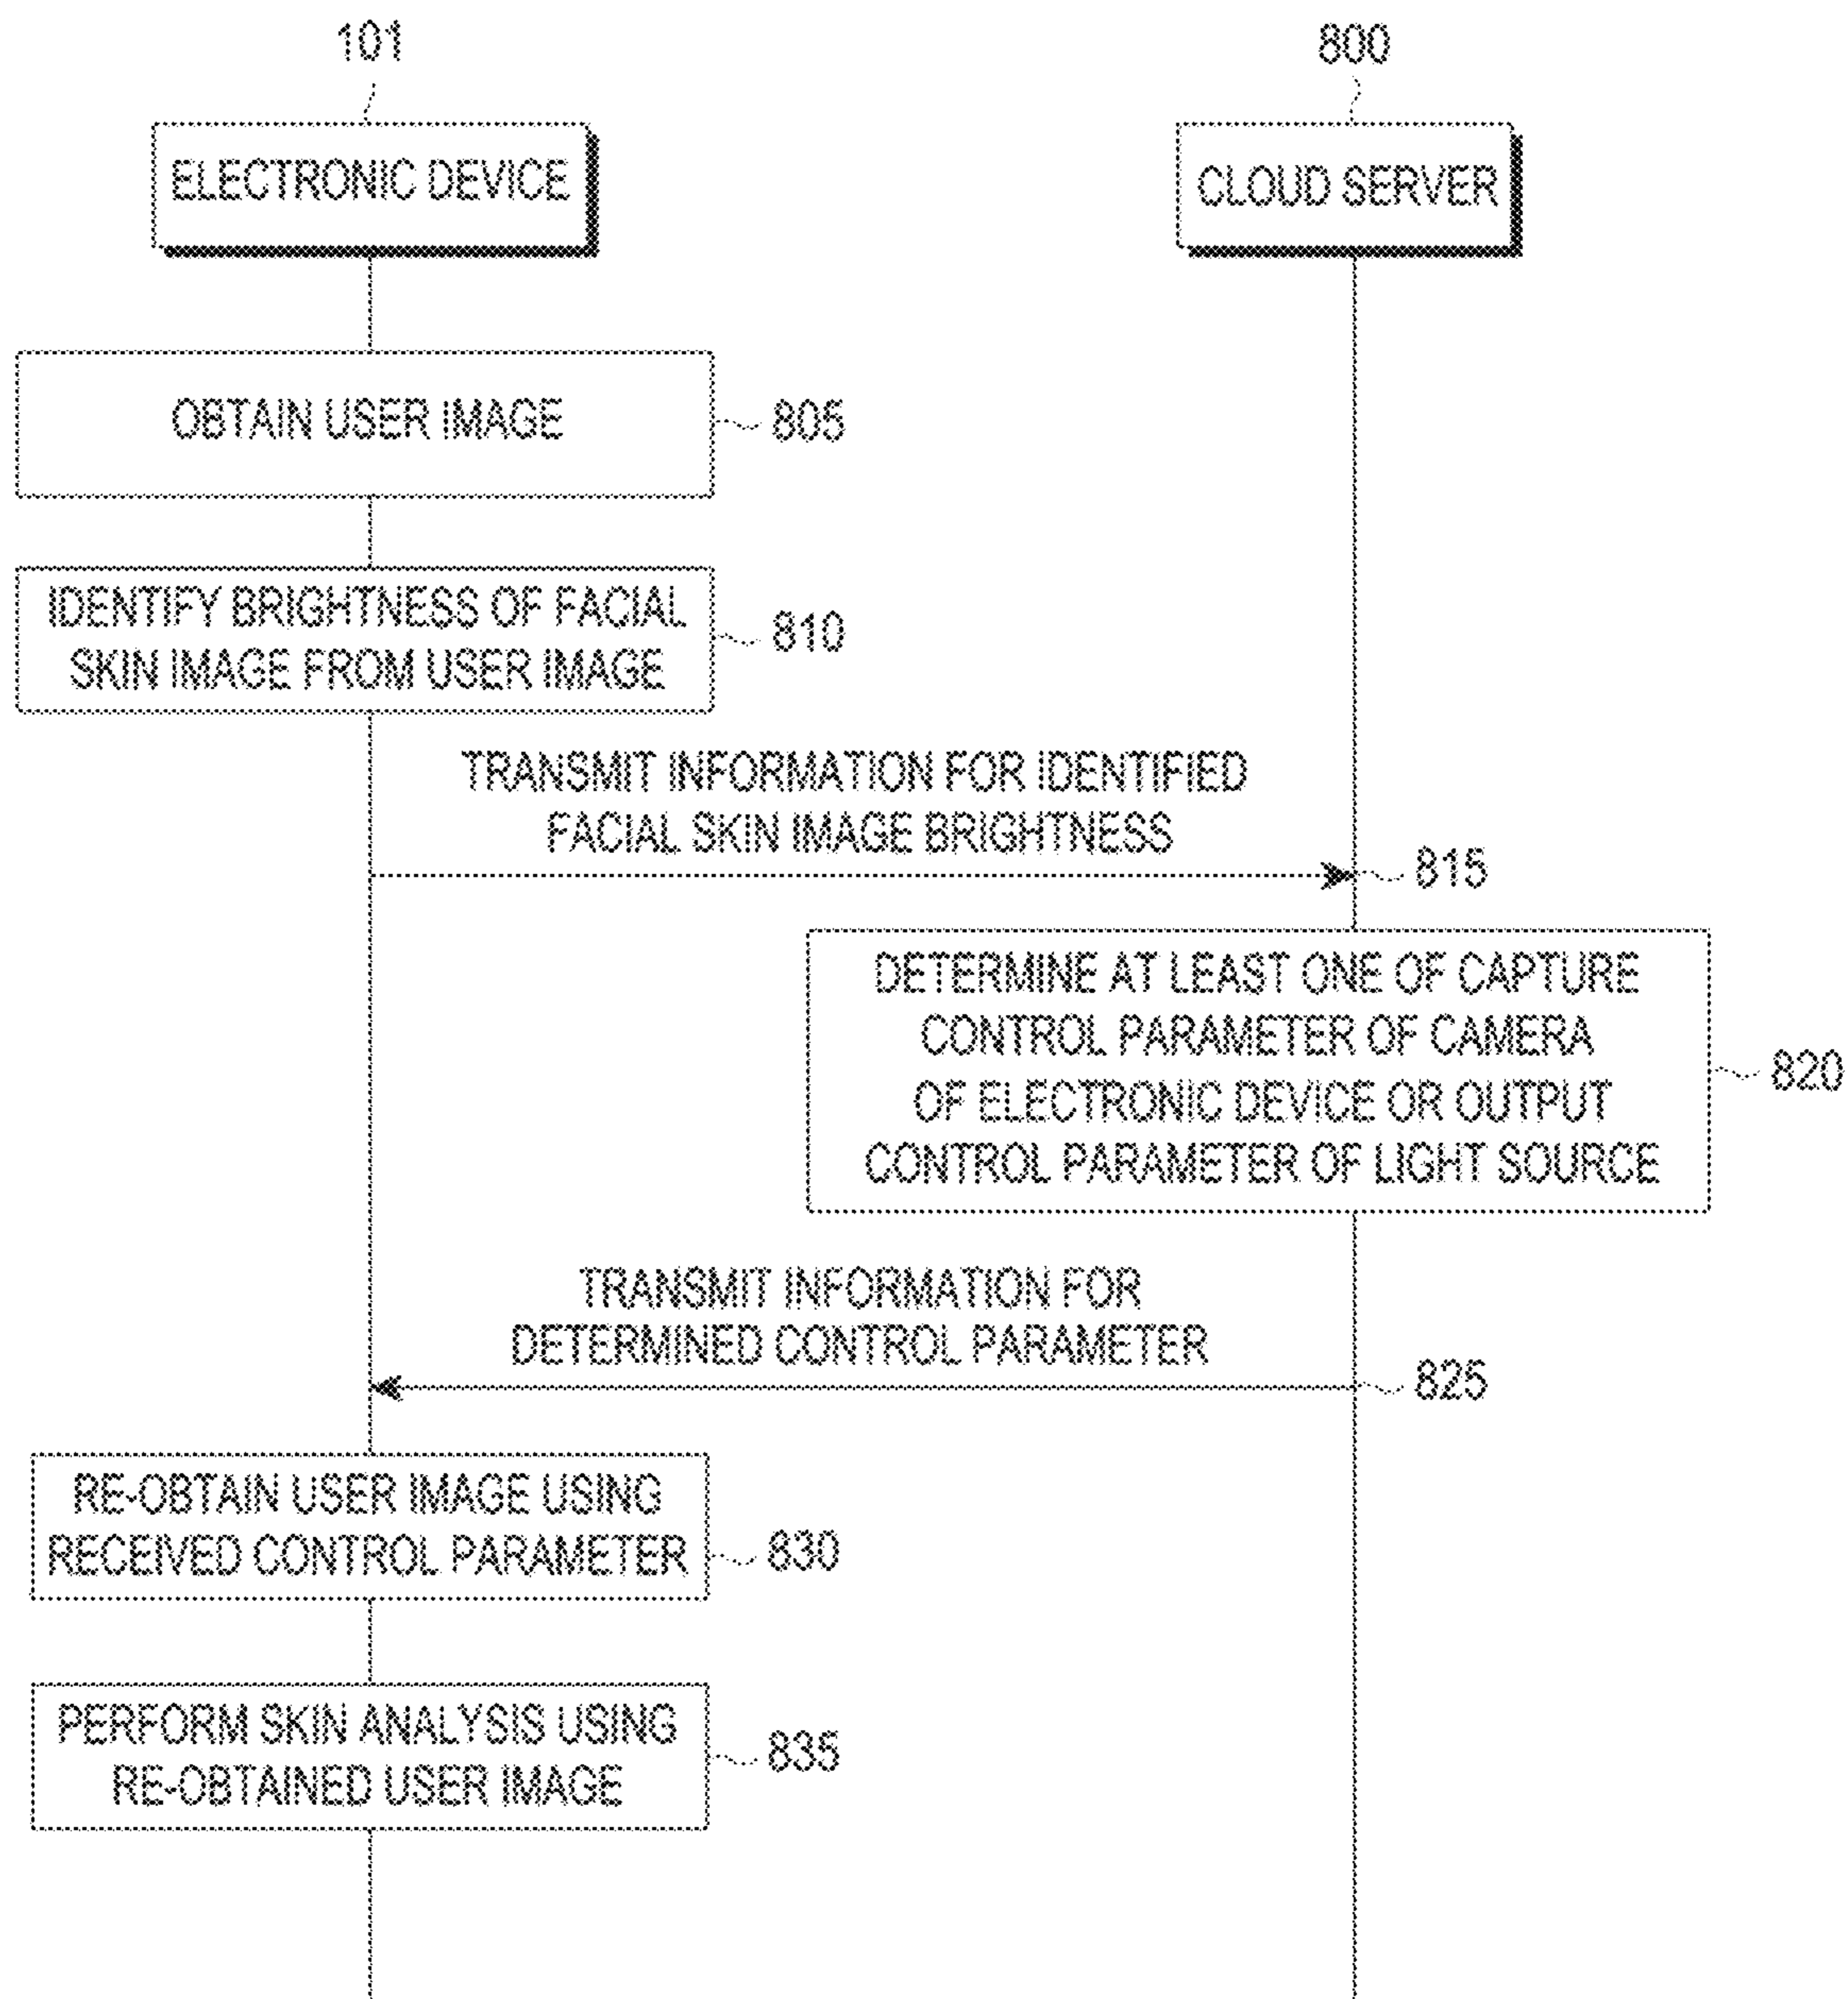 101
800
ELECTRONIC DEVICE
CLOUD SERVER
OBTAIN USER IMAGE
805
IDENTIFY BRIGHTNESS OF FACIAL
SKIN IMAGE FROM USER IMAGE
810
TRANSMIT INFORMATION FOR IDENTIFIED
FACIAL SKIN IMAGE BRIGHTNESS
815
DETERMINE AT LEAST ONE OF CAPTURE
CONTROL PARAMETER OF CAMERA
OF ELECTRONIC DEVICE OR OUTPUT
CONTROL PARAMETER OF LIGHT SOURCE
820
TRANSMIT INFORMATION FOR
DETERMINED CONTROL PARAMETER
825
RE-OBTAIN USER IMAGE USING
RECEIVED CONTROL PARAMETER
830
PERFORM SKIN ANALYSIS USING
RE-OBTAINED USER IMAGE
835